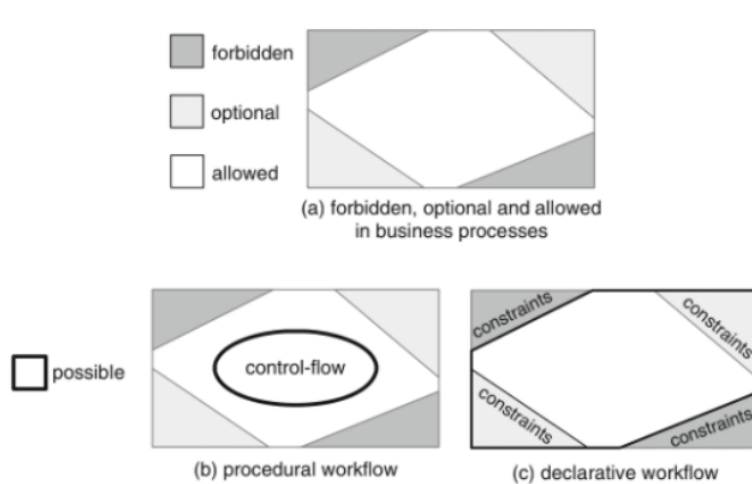 forbidden
optional
allowed
(a) forbidden, optional and allowed
in business processes
possible
control-flow
(b) procedural workflow
constraints
constraints
constraints
constraints
(c) declarative workflow